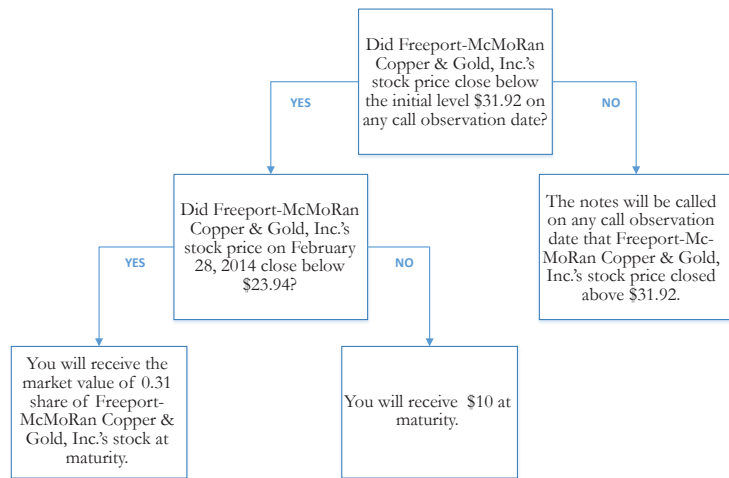 Did Freeport-McMoRan
Copper & Gold, Inc.'s
stock price close below
the initial level $31.92 on
any call observation date?
YES
NO
Did Freeport-McMoRan
Copper & Gold, Inc.'s
stock price on February
28, 2014 close below
$23.94?
The notes will be called
on any call observation
date that Freeport-Mc-
MoRan Copper & Gold,
Inc.'s stock price closed
above $31.92.
YES
NO
You will receive the
market value of 0.31
share of Freeport-
McMoRan Copper &
Gold, Inc.'s stock at
maturity.
You will receive $10 at
maturity.